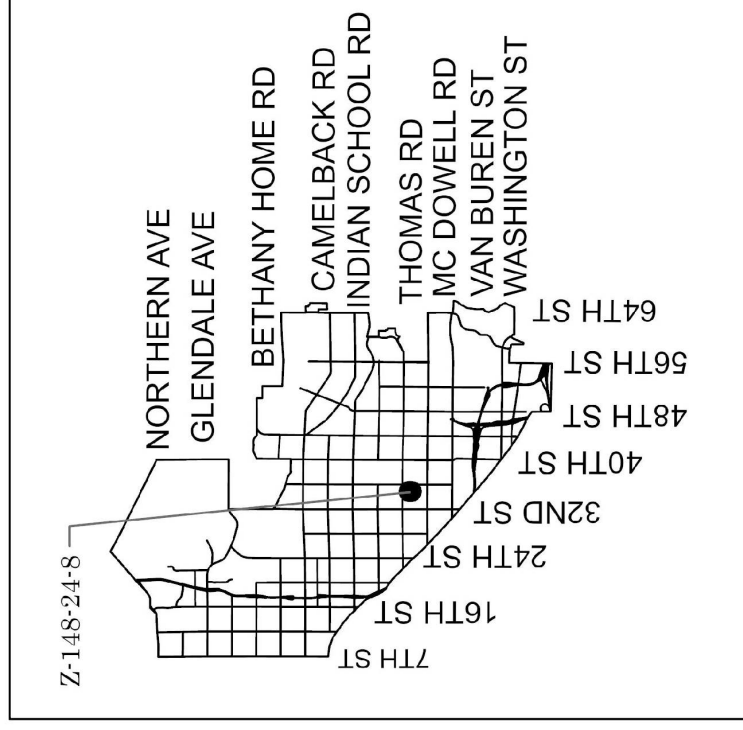 Z-148-24-8
NORTHERN AVE
GLENDALE AVE
BETHANY HOME RD
CAMELBACK RD
INDIAN SCHOOL RD
THOMAS RD
MC DOWELL RD
VAN BUREN ST
WASHINGTON ST
7TH ST
16TH ST
24TH ST
32ND ST
40TH ST
48TH ST
56TH ST
64TH ST